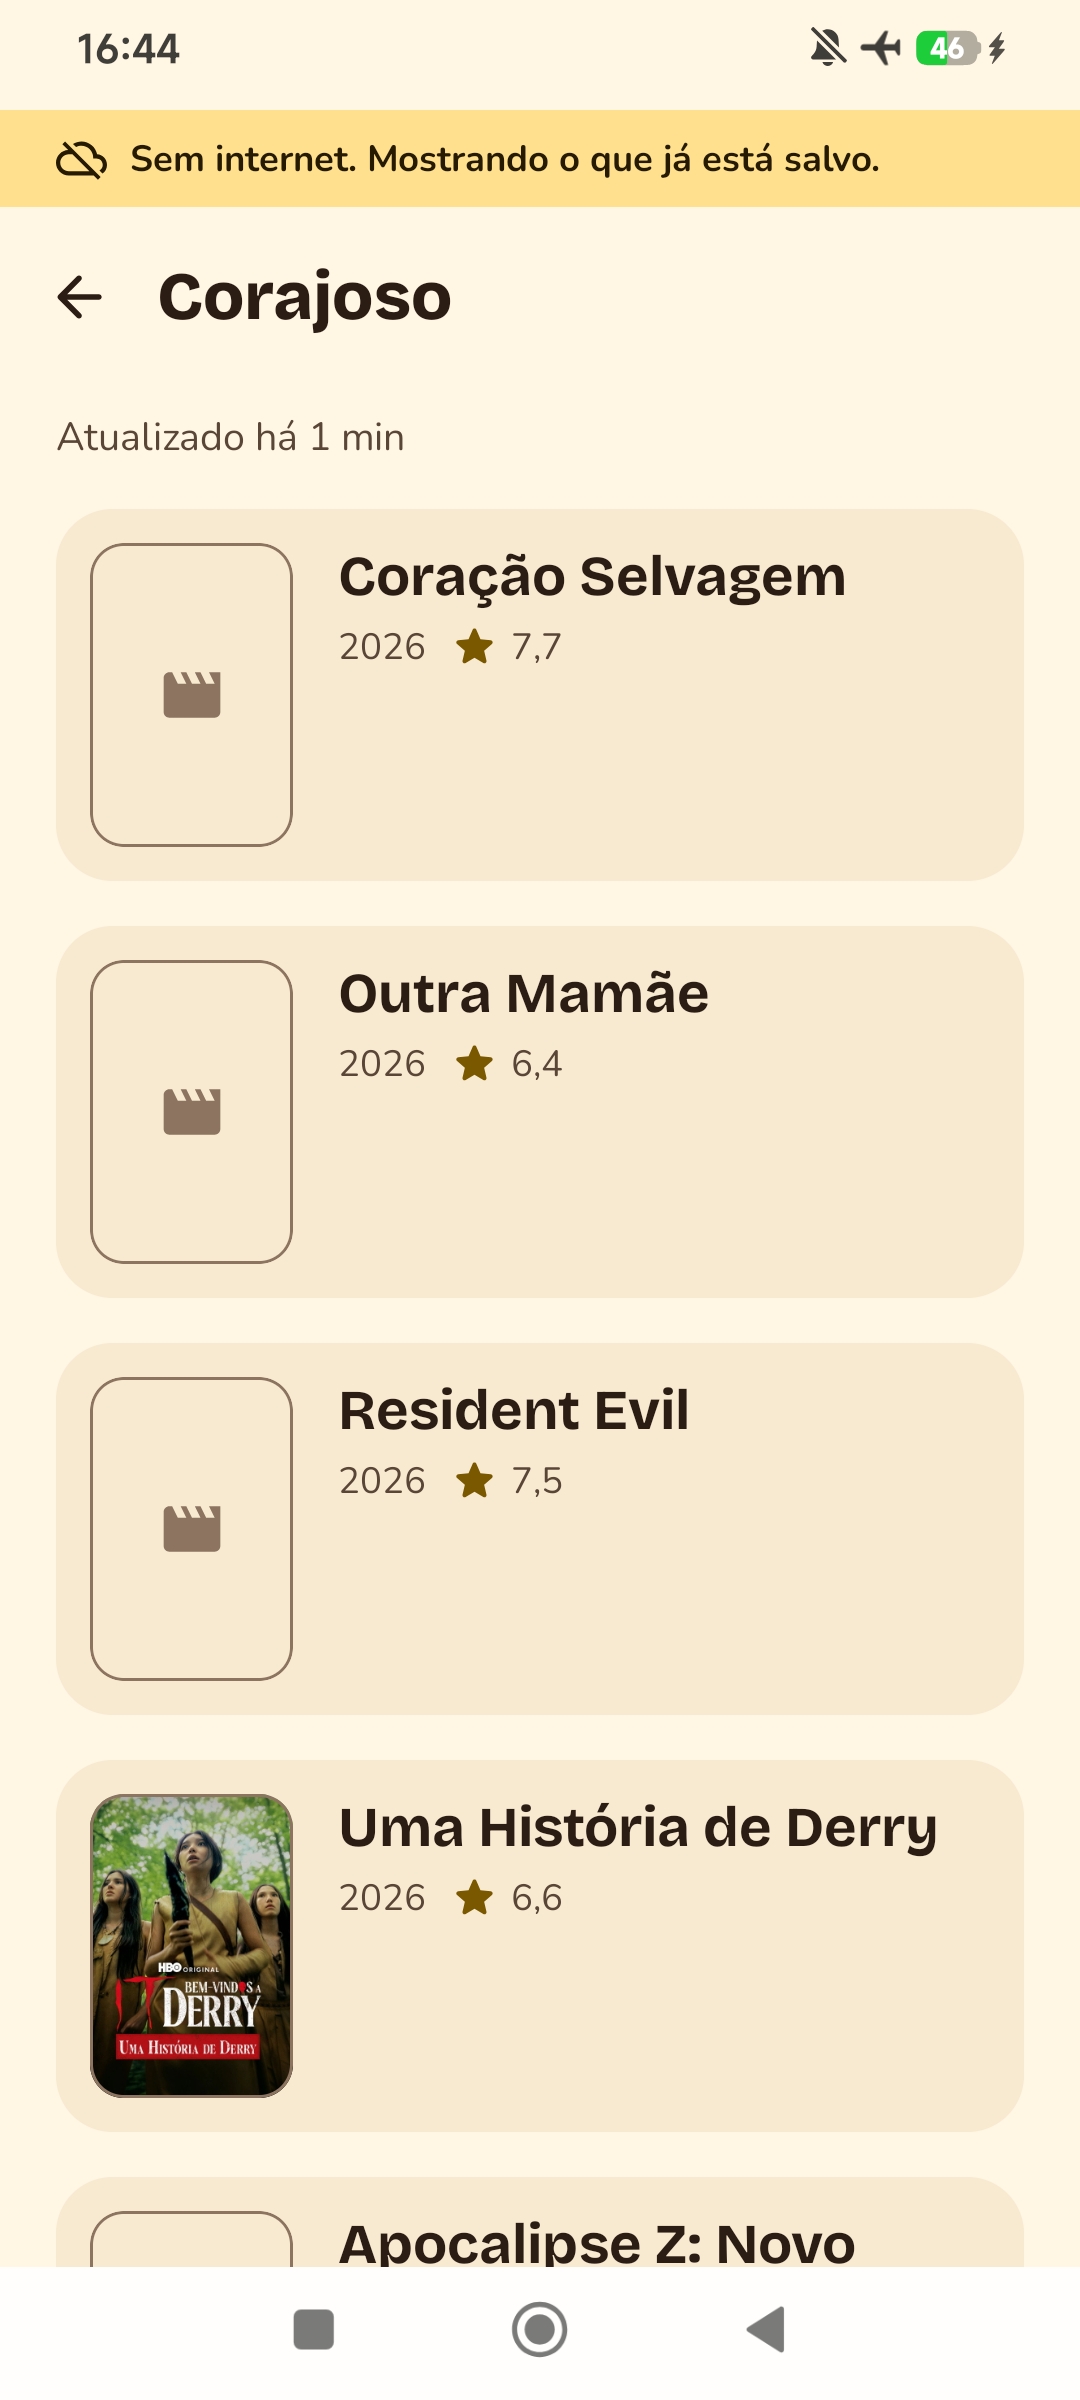 16:44
46
Sem internet. Mostrando o que já está salvo.
Corajoso
Atualizado há 1 min
Coração Selvagem
2026 7,7
Outra Mamãe
2026 6,4
Resident Evil
2026 7,5
Uma História de Derry
2026 6,6
HBO ORIGINAL
IT BEM-VINDOS A
DERRY
UMA HISTÓRIA DE DERRY
Apocalipse Z: Novo